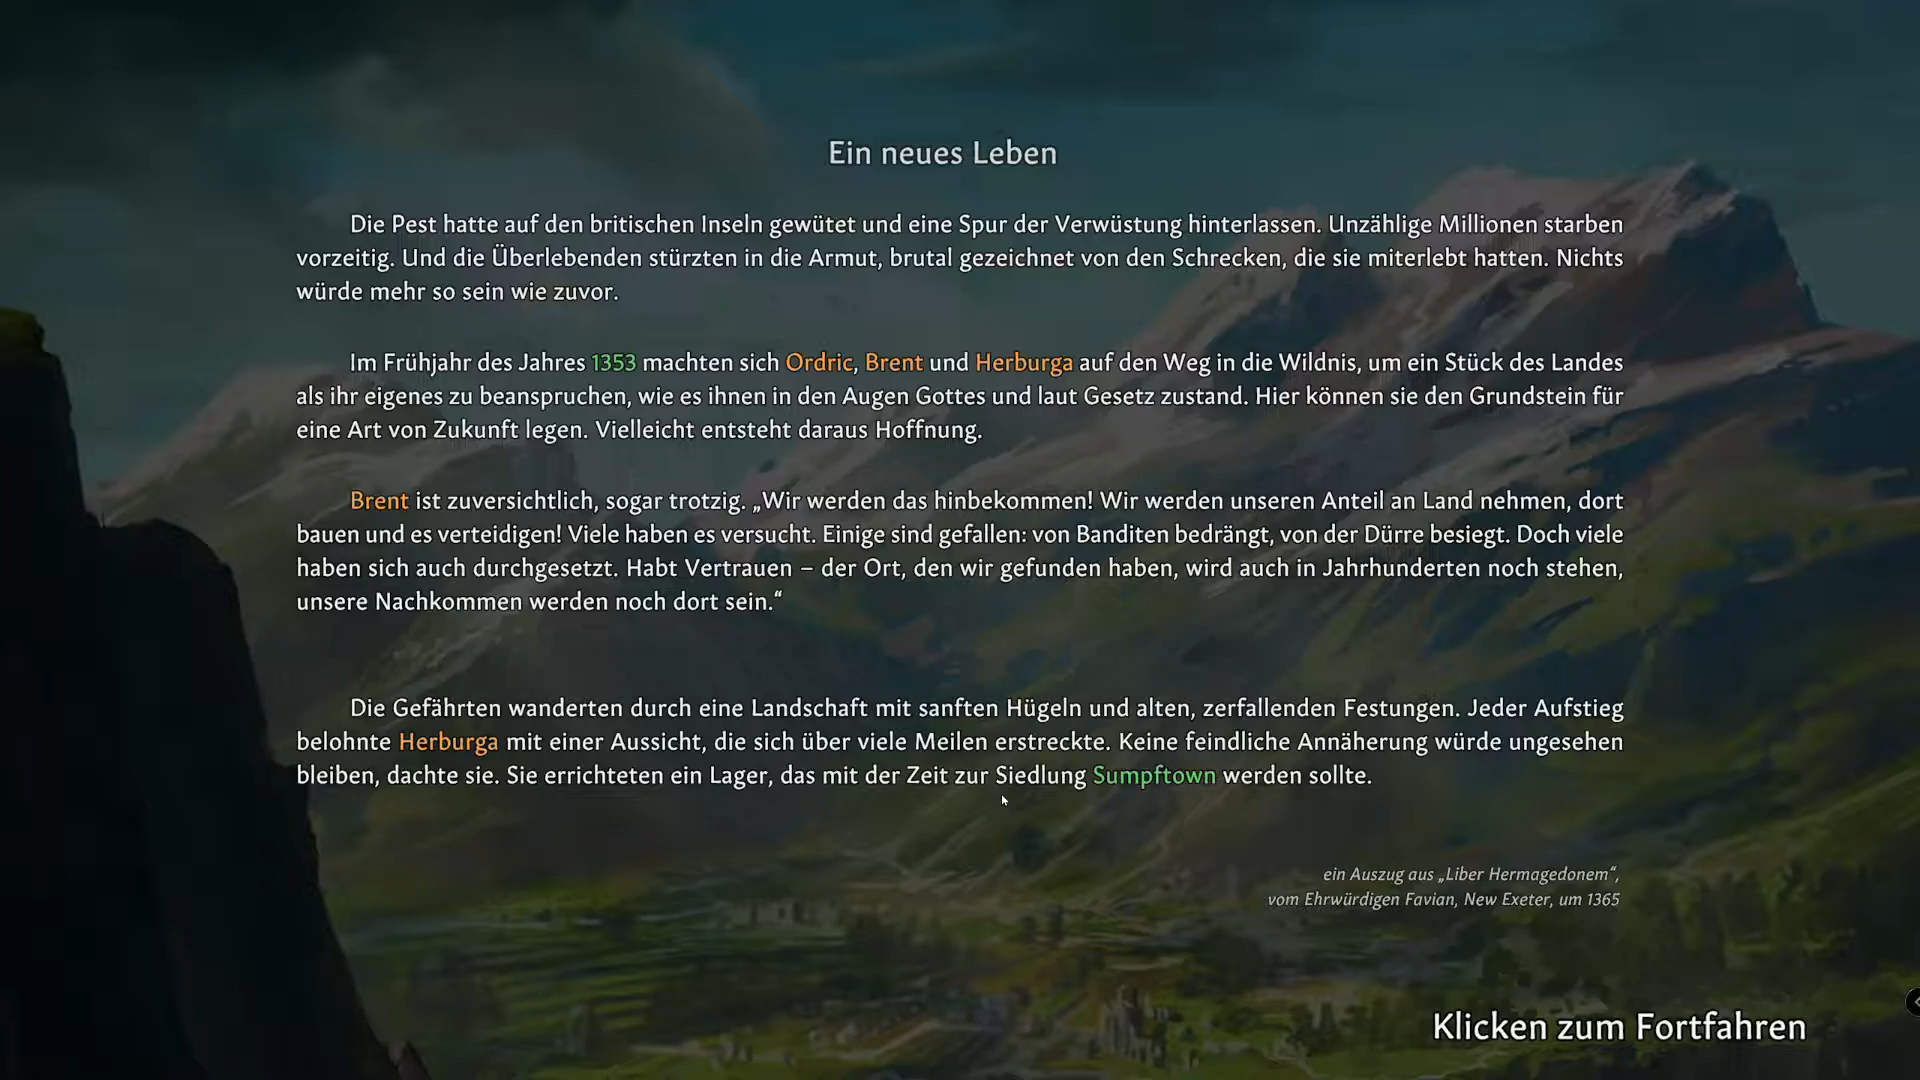 Ein neues Leben
Die Pest hatte auf den britischen Inseln gewütet und eine Spur der Verwüstung hinterlassen. Unzählige Millionen starben
vorzeitig. Und die Überlebenden stürzten in die Armut, brutal gezeichnet von den Schrecken, die sie miterlebt hatten. Nichts
würde mehr so sein wie zuvor.
Im Frühjahr des Jahres 1353 machten sich Ordric, Brent und Herburga auf den Weg in die Wildnis, um ein Stück des Landes
als ihr eigenes zu beanspruchen, wie es ihnen in den Augen Gottes und laut Gesetz zustand. Hier können sie den Grundstein für
eine Art von Zukunft legen. Vielleicht entsteht daraus Hoffnung.
Brent ist zuversichtlich, sogar trotzig. „Wir werden das hinbekommen! Wir werden unseren Anteil an Land nehmen, dort
bauen und es verteidigen! Viele haben es versucht. Einige sind gefallen: von Banditen bedrängt, von der Dürre besiegt. Doch viele
haben sich auch durchgesetzt. Habt Vertrauen – der Ort, den wir gefunden haben, wird auch in Jahrhunderten noch stehen,
unsere Nachkommen werden noch dort sein.“
Die Gefährten wanderten durch eine Landschaft mit sanften Hügeln und alten, zerfallenden Festungen. Jeder Aufstieg
belohnte Herburga mit einer Aussicht, die sich über viele Meilen erstreckte. Keine feindliche Annäherung würde ungesehen
bleiben, dachte sie. Sie errichteten ein Lager, das mit der Zeit zur Siedlung Sumpftown werden sollte.
ein Auszug aus „Liber Hermagedonem“,
vom Ehrwürdigen Favian, New Exeter, um 1365
Klicken zum Fortfahren